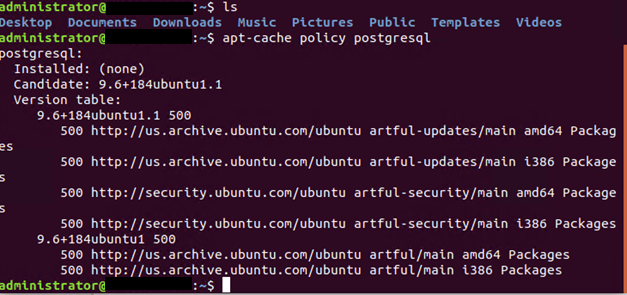 administrator@ :~$ ls
Desktop Documents Downloads Music Pictures Public Templates Videos
administrator@ :~$ apt-cache policy postgresql
postgresql:
Installed: (none)
Candidate: 9.6+184ubuntu1.1
Version table:
9.6+184ubuntu1.1 500
500 http://us.archive.ubuntu.com/ubuntu artful-updates/main amd64 Packag
es
500 http://us.archive.ubuntu.com/ubuntu artful-updates/main i386 Package
s
500 http://security.ubuntu.com/ubuntu artful-security/main amd64 Package
s
500 http://security.ubuntu.com/ubuntu artful-security/main i386 Packages
9.6+184ubuntu1 500
500 http://us.archive.ubuntu.com/ubuntu artful/main amd64 Packages
500 http://us.archive.ubuntu.com/ubuntu artful/main i386 Packages
administrator@ :~$